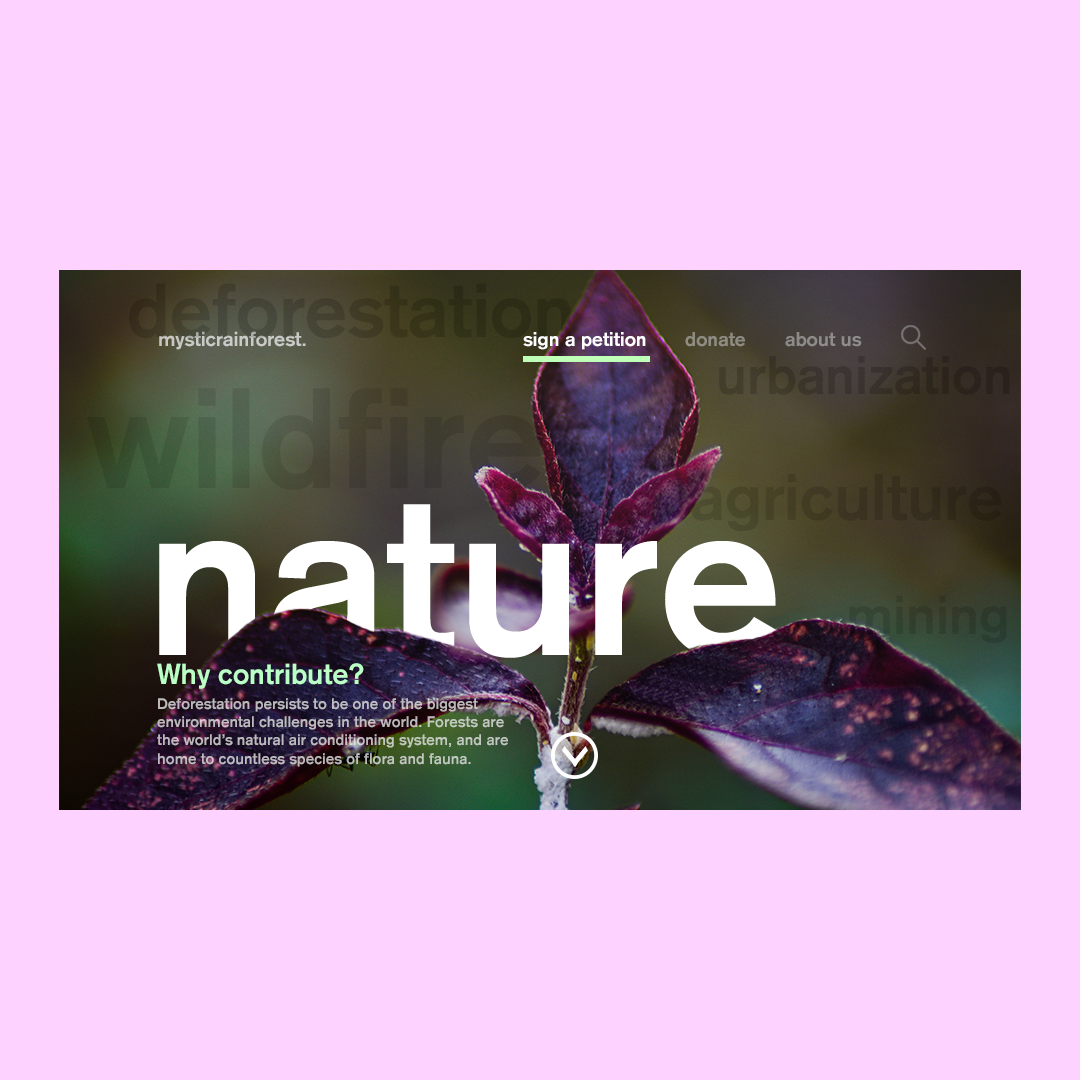 deforestation
mysticrainforest.
sign a petition
donate
about us
urbanization
wildfire
agriculture
nature
mining
Why contribute?
Deforestation persists to be one of the biggest
environmental challenges in the world. Forests are
the world's natural air conditioning system, and are
home to countless species of flora and fauna.